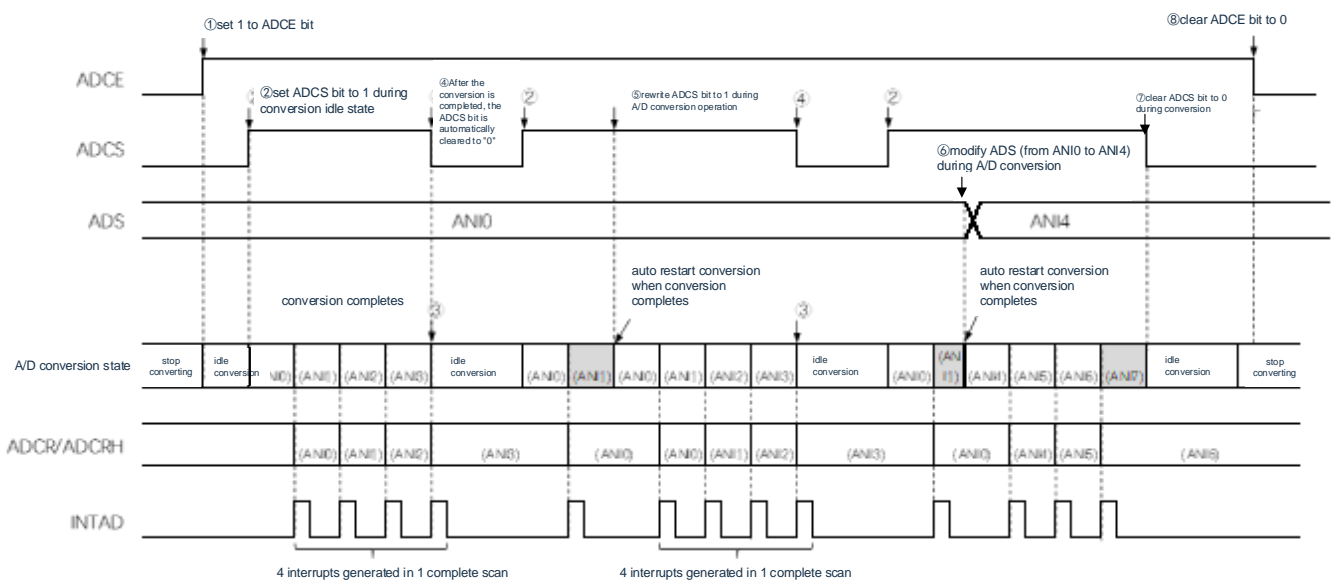 ①set 1 to ADCE bit
⑧clear ADCE bit to 0
ADCE
②set ADCS bit to 1 during
conversion idle state
④After the
conversion is
completed, the
ADCS bit is
automatically
cleared to "0"
②
⑤rewrite ADCS bit to 1 during
A/D conversion operation
④
②
⑦clear ADCS bit to 0
during conversion
ADCS
⑥modify ADS (from ANI0 to ANI4)
during A/D conversion
ADS
ANI0
ANI4
conversion completes
③
auto restart conversion
when conversion
completes
③
auto restart conversion
when conversion
completes
A/D conversion state
stop
converting
idle
conversion
(ANI1)
(ANI2)
(ANI3)
idle
conversion
(ANI0)
(ANI1)
(ANI0)
(ANI1)
(ANI2)
(ANI3)
idle
conversion
(ANI0)
(AN
I1)
(ANI4)
(ANI5)
(ANI6)
(ANI7)
idle
conversion
stop
converting
ADCR/ADCRH
(ANI0)
(ANI1)
(ANI2)
(ANI3)
(ANI0)
(ANI0)
(ANI1)
(ANI2)
(ANI3)
(ANI0)
(ANI4)
(ANI5)
(ANI6)
INTAD
4 interrupts generated in 1 complete scan
4 interrupts generated in 1 complete scan